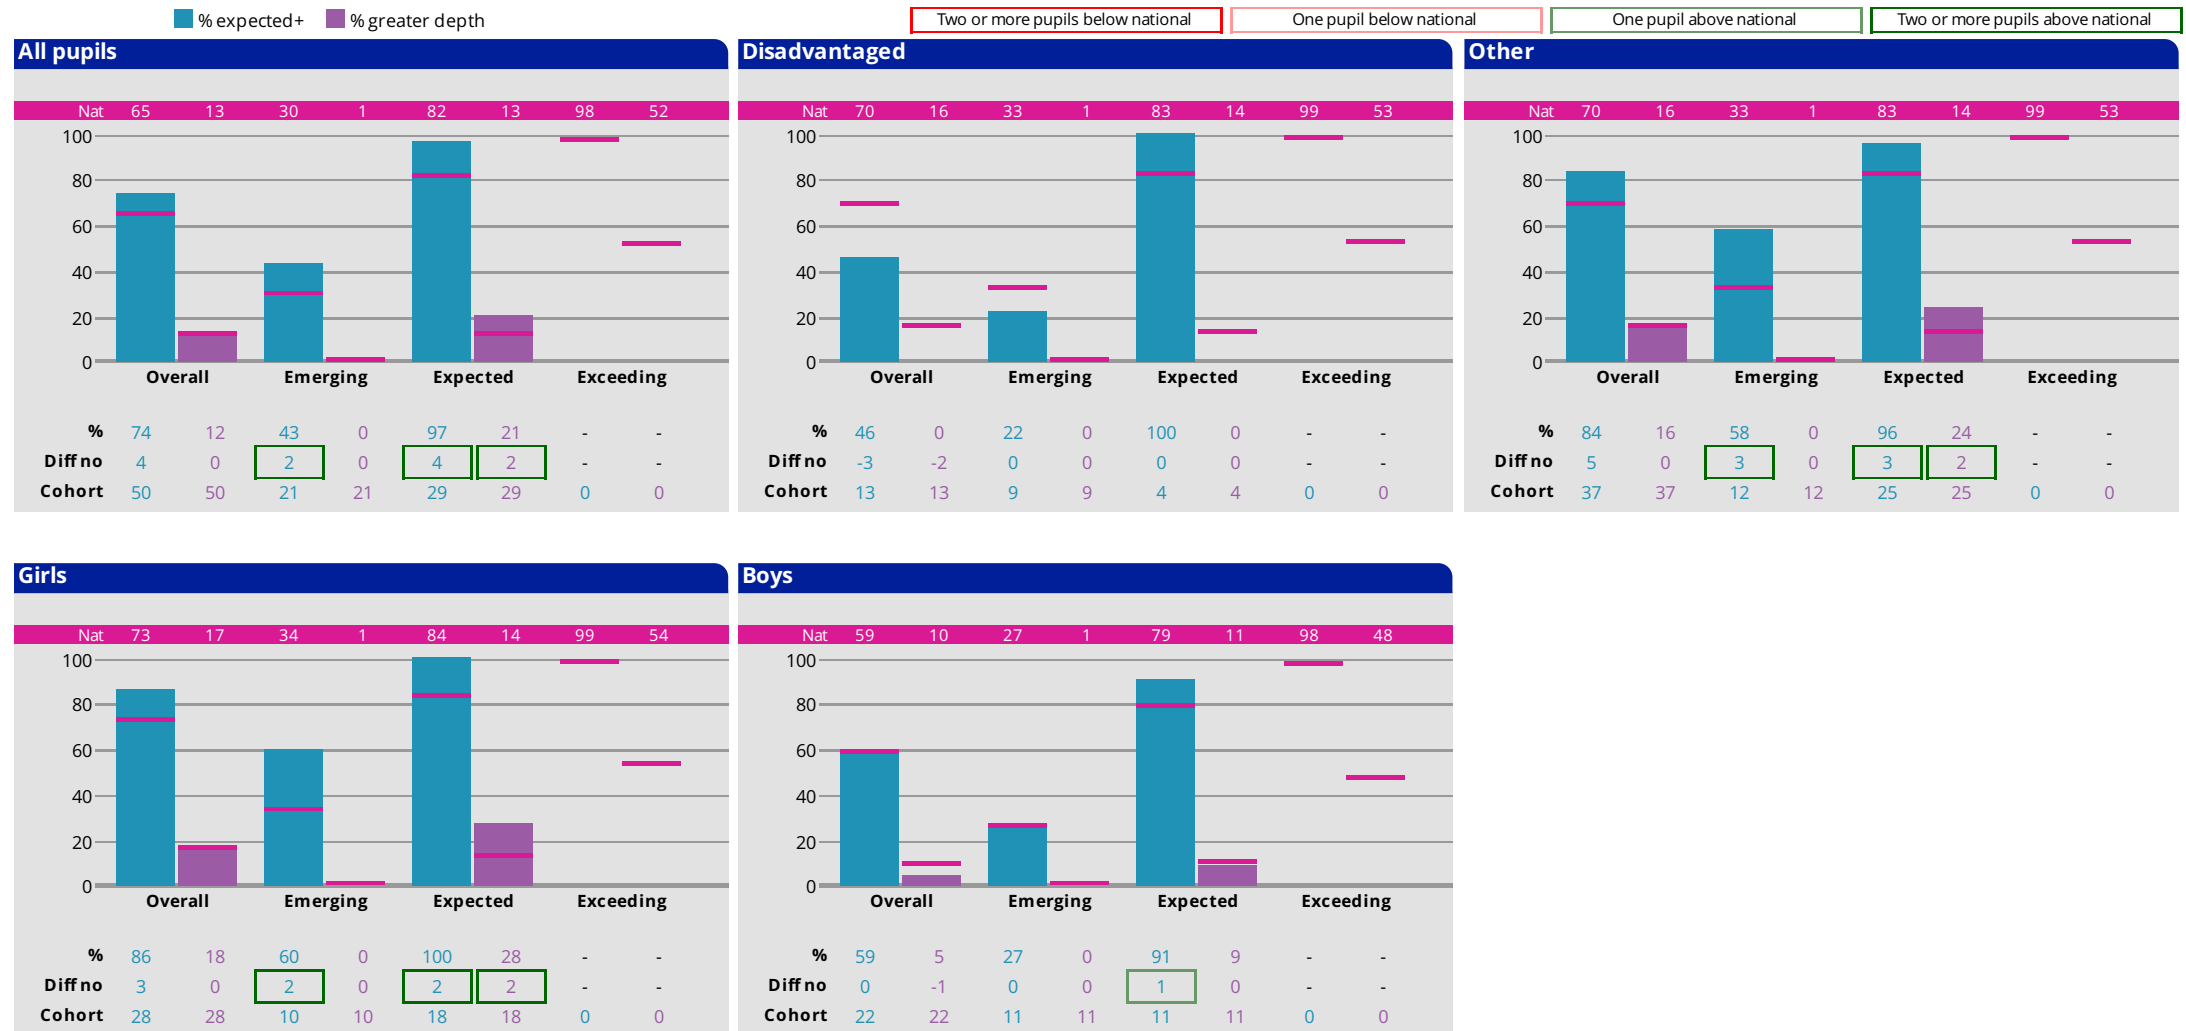 % expected+ % greater depth Two or more pupils below national One pupil below national One pupil above national Two or more pupils above national
All pupils
Nat 65 13 30 1 82 13 98 52
100
80
60
40
20
0
Overall Emerging Expected Exceeding
% 74 12 43 0 97 21 - -
Diff no 4 0 2 0 4 2 - -
Cohort 50 50 21 21 29 29 0 0
Disadvantaged
Nat 70 16 33 1 83 14 99 53
100
80
60
40
20
0
Overall Emerging Expected Exceeding
% 46 0 22 0 100 0 - -
Diff no -3 -2 0 0 0 0 - -
Cohort 13 13 9 9 4 4 0 0
Other
Nat 70 16 33 1 83 14 99 53
100
80
60
40
20
0
Overall Emerging Expected Exceeding
% 84 16 58 0 96 24 - -
Diff no 5 0 3 0 3 2 - -
Cohort 37 37 12 12 25 25 0 0
Girls
Nat 73 17 34 1 84 14 99 54
100
80
60
40
20
0
Overall Emerging Expected Exceeding
% 86 18 60 0 100 28 - -
Diff no 3 0 2 0 2 2 - -
Cohort 28 28 10 10 18 18 0 0
Boys
Nat 59 10 27 1 79 11 98 48
100
80
60
40
20
0
Overall Emerging Expected Exceeding
% 59 5 27 0 91 9 - -
Diff no 0 -1 0 0 1 0 - -
Cohort 22 22 11 11 11 11 0 0